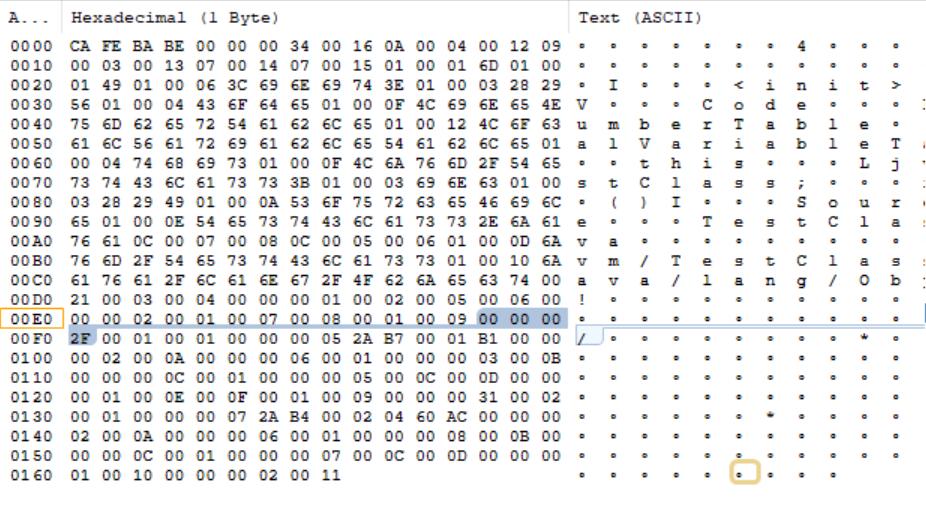 A... Hexadecimal (1 Byte) Text (ASCII)
0000 CA FE BA BE 00 00 00 34 00 16 0A 00 04 00 12 09 ∘ ∘ ∘ ∘ ∘ ∘ ∘ 4 ∘ ∘ ∘
0010 00 03 00 13 07 00 14 07 00 15 01 00 01 6D 01 00 ∘ ∘ ∘ ∘ ∘ ∘ ∘ ∘ ∘ ∘ ∘
0020 01 49 01 00 06 3C 69 6E 69 74 3E 01 00 03 28 29 ∘ I ∘ ∘ ∘ < i n i t >
0030 56 01 00 04 43 6F 64 65 01 00 0F 4C 69 6E 65 4E V ∘ ∘ ∘ C o d e ∘ ∘ ∘
0040 75 6D 62 65 72 54 61 62 6C 65 01 00 12 4C 6F 63 u m b e r T a b l e ∘
0050 61 6C 56 61 72 69 61 62 6C 65 54 61 62 6C 65 01 a l V a r i a b l e T
0060 00 04 74 68 69 73 01 00 0F 4C 6A 76 6D 2F 54 65 ∘ ∘ t h i s ∘ ∘ ∘ L j
0070 73 74 43 6C 61 73 73 3B 01 00 03 69 6E 63 01 00 s t C l a s s ; ∘ ∘ ∘
0080 03 28 29 49 01 00 0A 53 6F 75 72 63 65 46 69 6C ∘ ( ) I ∘ ∘ ∘ S o u r
0090 65 01 00 0E 54 65 73 74 43 6C 61 73 73 2E 6A 61 e ∘ ∘ ∘ T e s t C l a
00A0 76 61 0C 00 07 00 08 0C 00 05 00 06 01 00 0D 6A v a ∘ ∘ ∘ ∘ ∘ ∘ ∘ ∘ ∘
00B0 76 6D 2F 54 65 73 74 43 6C 61 73 73 01 00 10 6A v m / T e s t C l a s
00C0 61 76 61 2F 6C 61 6E 67 2F 4F 62 6A 65 63 74 00 a v a / l a n g / O b
00D0 21 00 03 00 04 00 00 00 01 00 02 00 05 00 06 00 ! ∘ ∘ ∘ ∘ ∘ ∘ ∘ ∘ ∘ ∘
00E0 00 00 02 00 01 00 07 00 08 00 01 00 09 00 00 00 ∘ ∘ ∘ ∘ ∘ ∘ ∘ ∘ ∘ ∘ ∘
00F0 2F 00 01 00 01 00 00 00 05 2A B7 00 01 B1 00 00 / ∘ ∘ ∘ ∘ ∘ ∘ ∘ ∘ * ∘
0100 00 02 00 0A 00 00 00 06 00 01 00 00 00 03 00 0B ∘ ∘ ∘ ∘ ∘ ∘ ∘ ∘ ∘ ∘ ∘
0110 00 00 00 0C 00 01 00 00 00 05 00 0C 00 0D 00 00 ∘ ∘ ∘ ∘ ∘ ∘ ∘ ∘ ∘ ∘ ∘
0120 00 01 00 0E 00 0F 00 01 00 09 00 00 00 31 00 02 ∘ ∘ ∘ ∘ ∘ ∘ ∘ ∘ ∘ ∘ ∘
0130 00 01 00 00 00 07 2A B4 00 02 04 60 AC 00 00 00 ∘ ∘ ∘ ∘ ∘ ∘ * ∘ ∘ ∘ ∘
0140 02 00 0A 00 00 00 06 00 01 00 00 00 08 00 0B 00 ∘ ∘ ∘ ∘ ∘ ∘ ∘ ∘ ∘ ∘ ∘
0150 00 00 0C 00 01 00 00 00 07 00 0C 00 0D 00 00 00 ∘ ∘ ∘ ∘ ∘ ∘ ∘ ∘ ∘ ∘ ∘
0160 01 00 10 00 00 00 02 00 11 ∘ ∘ ∘ ∘ ∘ ∘ ∘ ∘ ∘